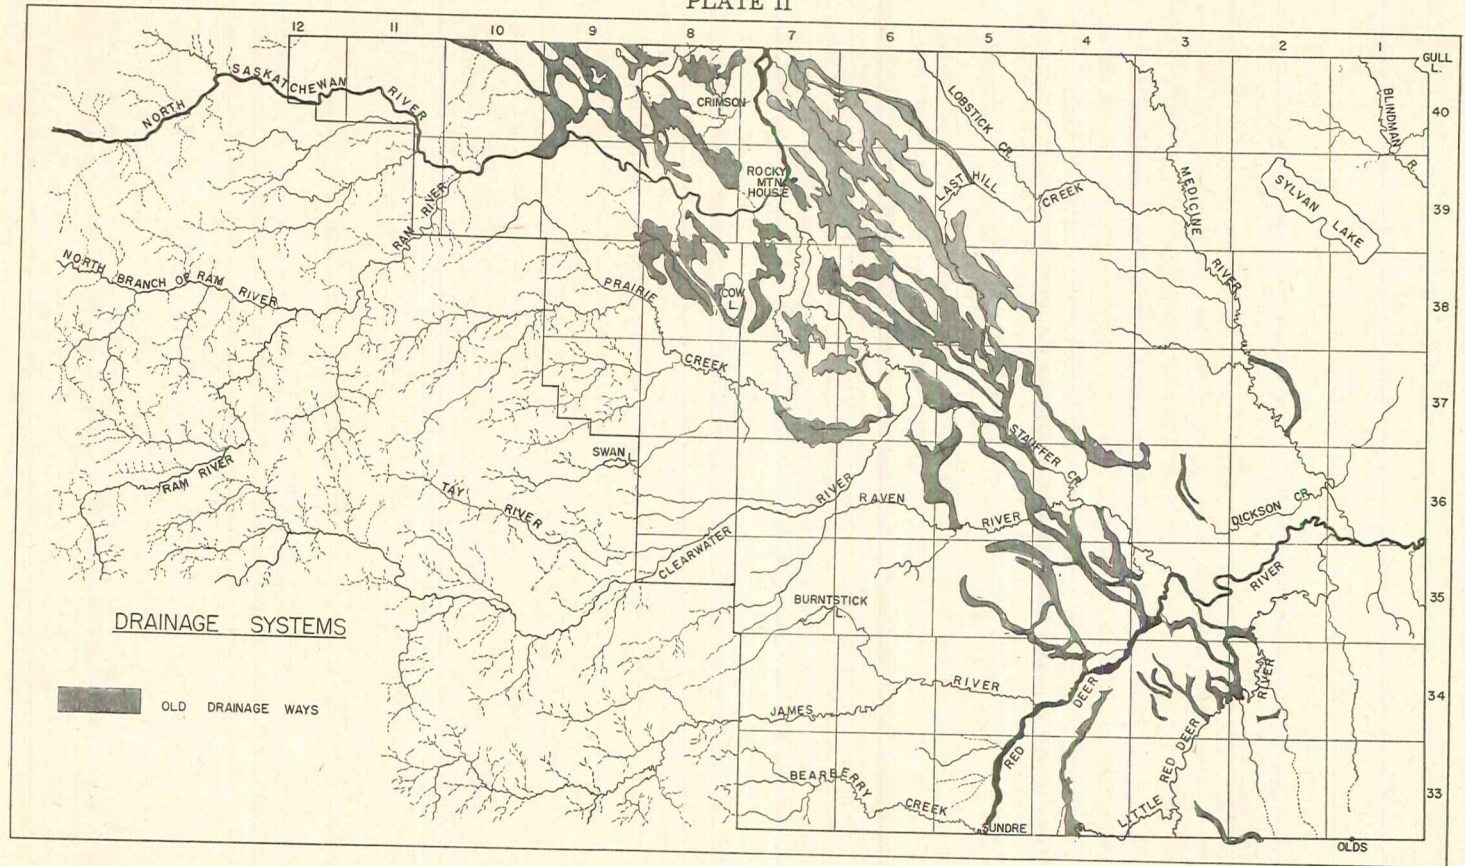 PLATE II
12 11 10 9 8 7 6 5 4 3 2 1
GULL L.
NORTH SASKATCHEWAN RIVER
CRIMSON L.
LOBSTICK CR.
BLINDMAN R.
40
ROCKY
MTN.
HOUSE
LAST HILL CREEK
MEDICINE RIVER
SYLVAN LAKE
39
RAM RIVER
NORTH BRANCH OF RAM RIVER
PRAIRIE CREEK
COW L.
38
37
STAUFFER CR.
SWAN L.
RAM RIVER
TAY RIVER
CLEARWATER RIVER
RAVEN RIVER
DICKSON CR.
36
RED DEER RIVER
BURNTSTICK L.
35
DRAINAGE SYSTEMS
OLD DRAINAGE WAYS
JAMES RIVER
LITTLE RED DEER RIVER
34
BEARBERRY CREEK
33
SUNDRE
OLDS